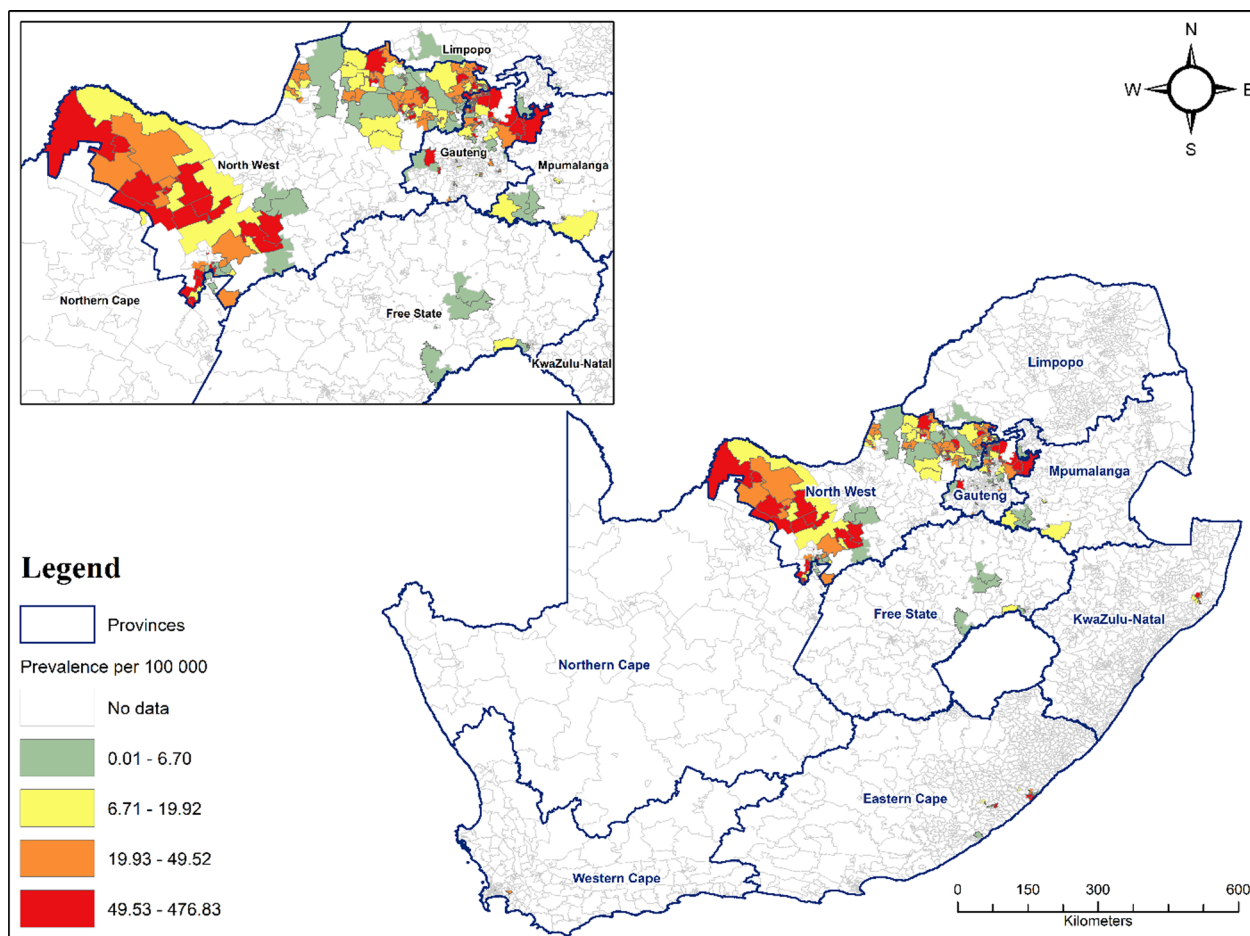 Limpopo
North West
Gauteng
Mpumalanga
Northern Cape
Free State
KwaZulu-Natal
N
W E
S
Limpopo
North West
Mpumalanga
Gauteng
Free State
KwaZulu-Natal
Northern Cape
Eastern Cape
Western Cape
Legend
Provinces
Prevalence per 100 000
No data
0.01 - 6.70
6.71 - 19.92
19.93 - 49.52
49.53 - 476.83
0 150 300 600
Kilometers